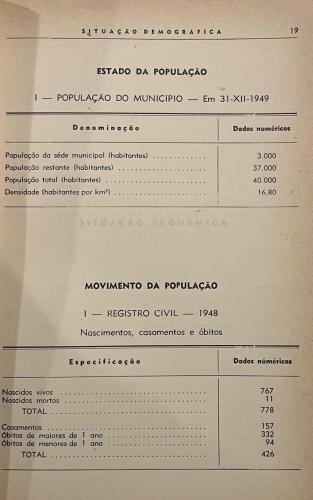 SITUAÇÃO DEMOGRÁFICA 19
ESTADO DA POPULAÇÃO
I — POPULAÇÃO DO MUNICÍPIO — Em 31-XII-1949
Denominação Dados numéricos
População da séde municipal (habitantes) ............ 3.000
População restante (habitantes) .................... 37.000
População total (habitantes) ....................... 40.000
Densidade (habitantes por km²) ..................... 16,80
SITUAÇÃO ECONOMICA
MOVIMENTO DA POPULAÇÃO
I — REGISTRO CIVIL — 1948
Nascimentos, casamentos e óbitos
Especificação Dados núméricos
Nascidos vivos .................................... 767
Nascidos mortos ................................... 11
TOTAL ....................................... 778
Casamentos ........................................ 157
Óbitos de maiores de 1 ano ........................ 332
Óbitos de menores de 1 ano ........................ 94
TOTAL ....................................... 426